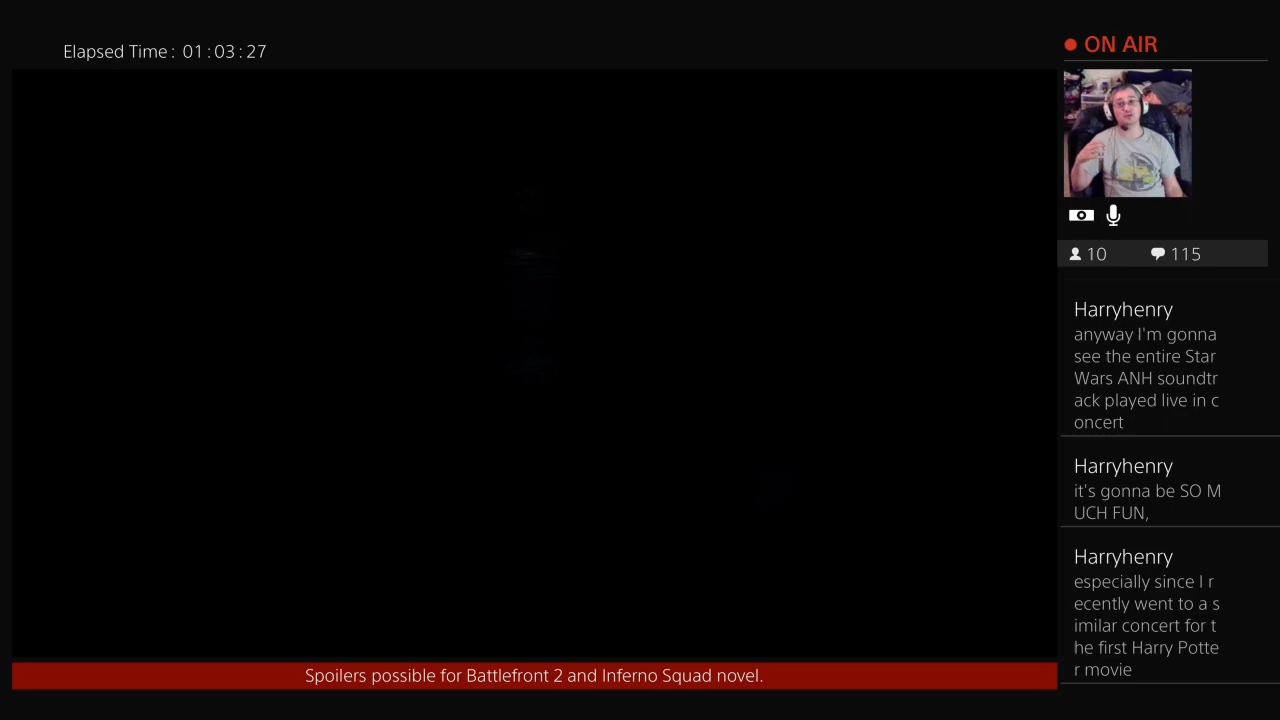 Elapsed Time : 01 : 03 : 27
ON AIR
10
115
Harryhenry
anyway I'm gonna
see the entire Star
Wars ANH soundtr
ack played live in c
oncert
Harryhenry
it's gonna be SO M
UCH FUN,
Harryhenry
especially since I r
ecently went to a s
imilar concert for t
he first Harry Potte
r movie
Spoilers possible for Battlefront 2 and Inferno Squad novel.